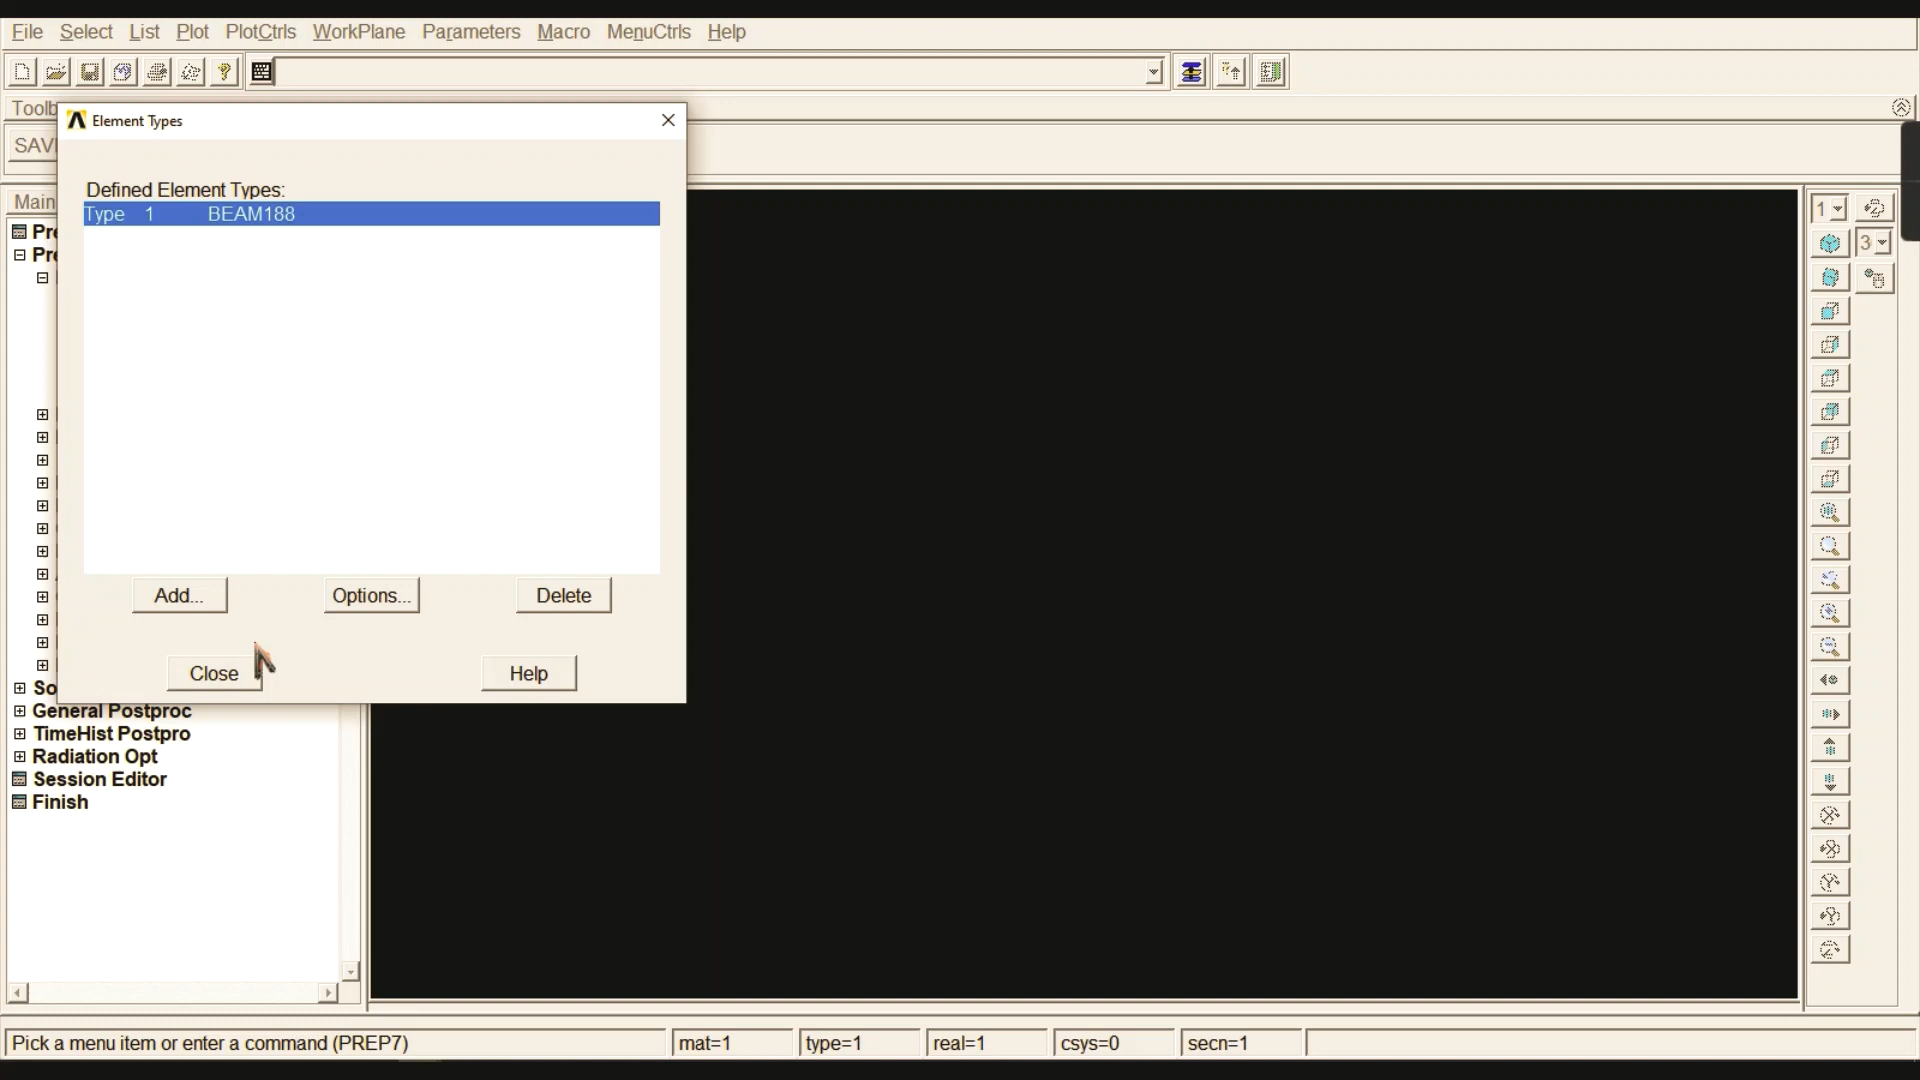 File Select List Plot PlotCtrls WorkPlane Parameters Macro MenuCtrls Help
Element Types
Defined Element Types:
Type 1 BEAM188
Add... Options... Delete
Close Help
General Postproc
TimeHist Postpro
Radiation Opt
Session Editor
Finish
1
3
Pick a menu item or enter a command (PREP7) mat=1 type=1 real=1 csys=0 secn=1